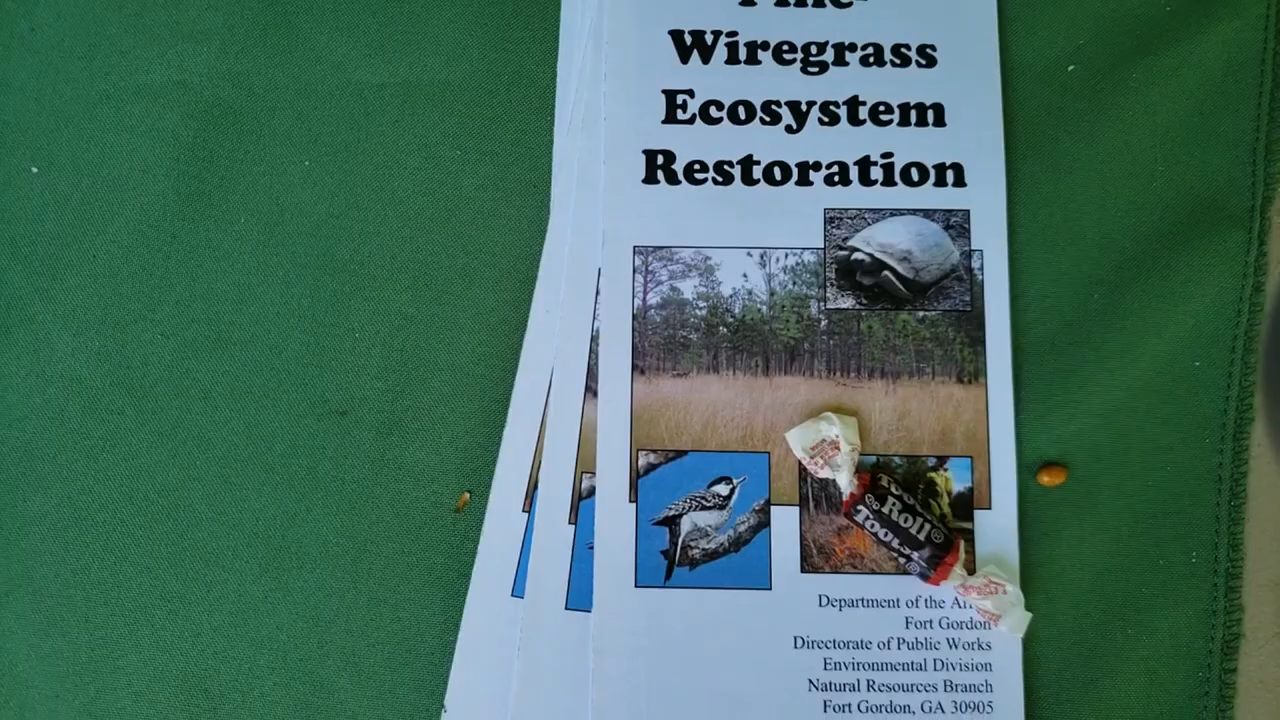 Pine-
Wiregrass
Ecosystem
Restoration
Roll
Department of the
Fort Gordon
Directorate of Public Works
Environmental Division
Natural Resources Branch
Fort Gordon, GA 30905